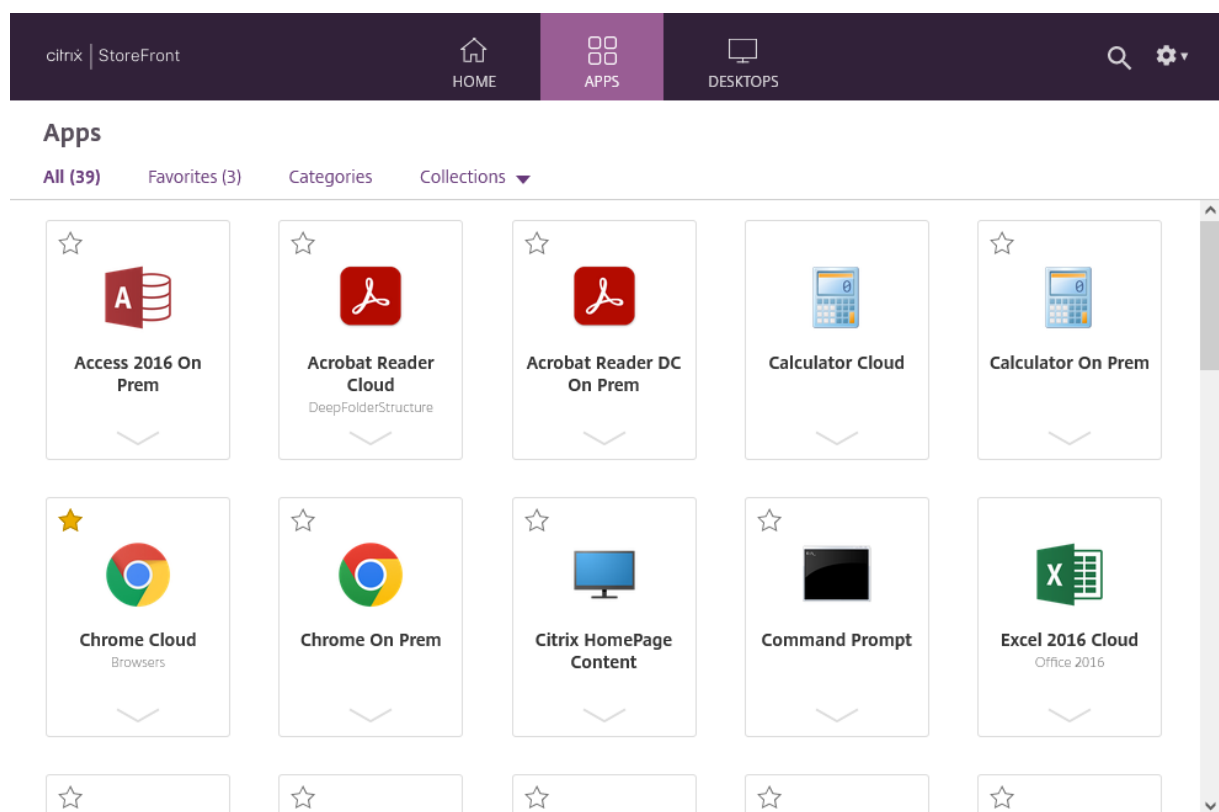 citrix | StoreFront
HOME
APPS
DESKTOPS
Apps
All (39)
Favorites (3)
Categories
Collections
Access 2016 On
Prem
Acrobat Reader
Cloud
DeepFolderStructure
Acrobat Reader DC
On Prem
Calculator Cloud
Calculator On Prem
Chrome Cloud
Browsers
Chrome On Prem
Citrix HomePage
Content
Command Prompt
Excel 2016 Cloud
Office 2016